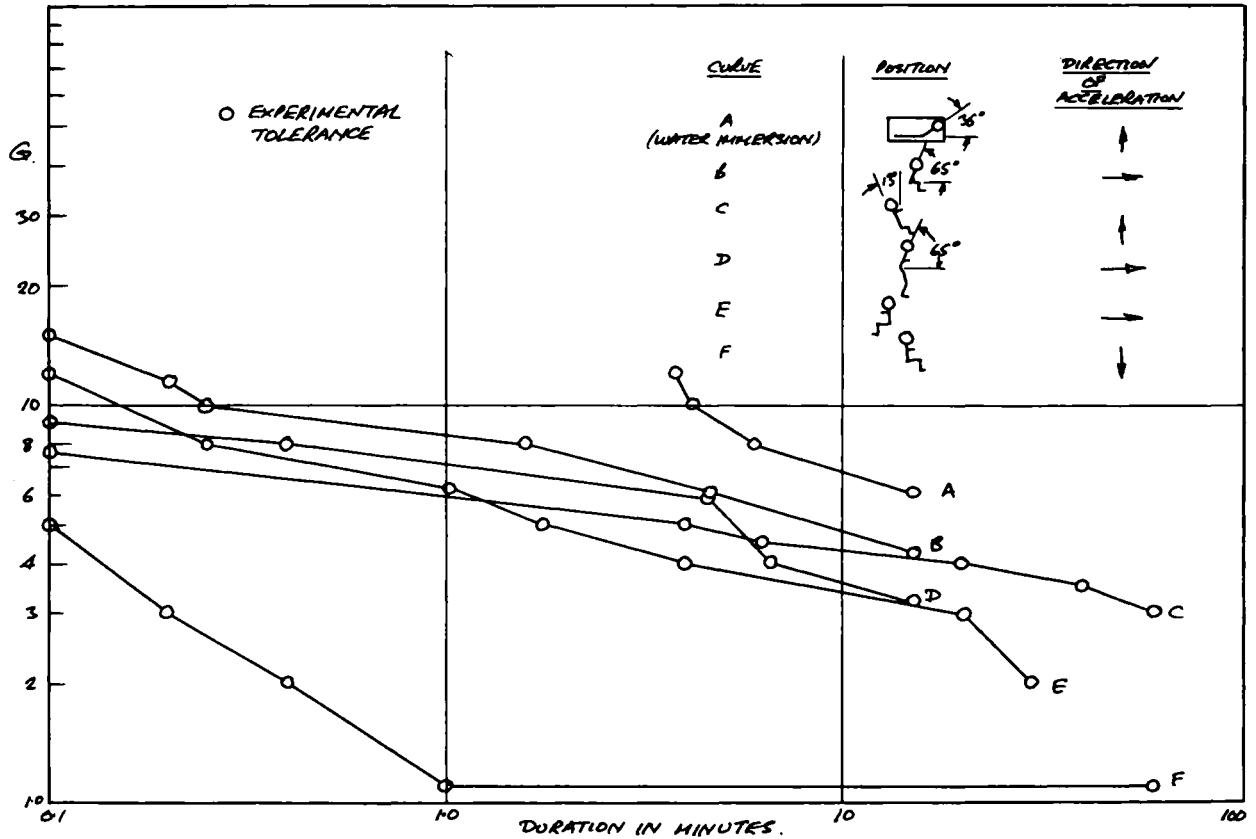 CURVE
POSITION
DIRECTION
OF
ACCELERATION
O EXPERIMENTAL
TOLERANCE
A
(WATER IMMERSION)
36°
G.
B
65°
15°
C
30
65°
D
20
E
F
10
8
6
A
B
4
D
3
C
2
E
F
1.0
0.1
1.0
10
100
DURATION IN MINUTES.